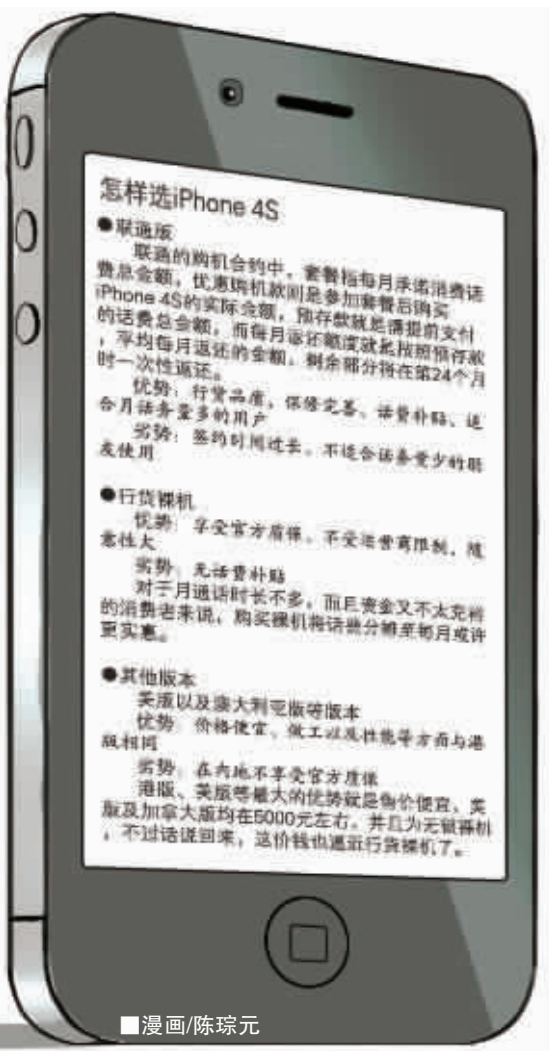 怎样选iPhone 4S
●联通版
联通的购机合约中，套餐指每月承诺消费话
费总金额，优惠购机款则是参加套餐后购买
iPhone 4S的实际金额，预存款就是需提前支付
的话费总金额，而每月返还额度就是按照预存款
，平均每月返还的金额，剩余部分将在第24个月
时一次性返还。
优势：行货品质，保修完善、话费补贴、适
合月话务量多的用户
劣势：签约时间过长，不适合话务量少的朋
友使用
●行货裸机
优势：享受官方质保，不受运营商限制，随
意性大
劣势：无话费补贴
对于月通话时长不多，而且资金又不太充裕
的消费者来说，购买裸机将话费分摊至每月或许
更实惠。
●其他版本
美版以及澳大利亚版等版本
优势：价格便宜、做工以及性能等方面与港
版相同
劣势：在内地不享受官方质保
港版、美版等最大的优势就是售价便宜，美
版及加拿大版均在5000元左右，并且为无锁裸机
，不过话说回来，这价钱也逼近行货裸机了。
■漫画/陈琮元